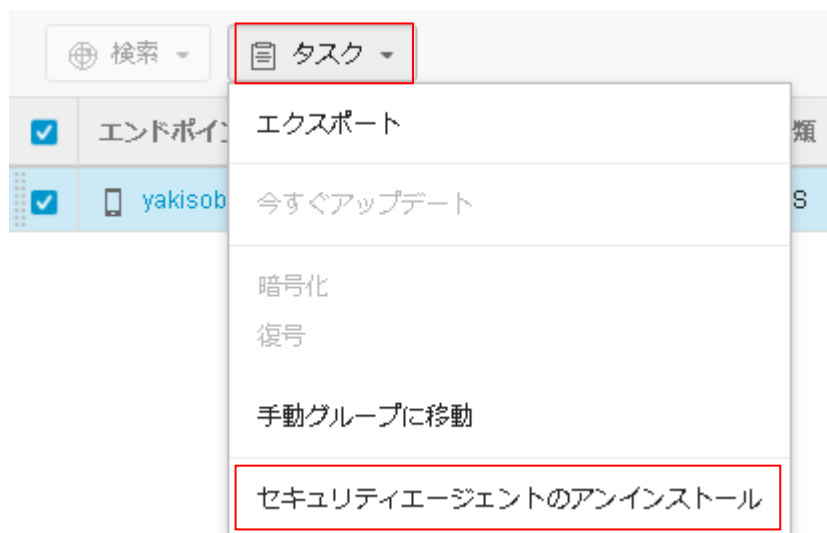 検索 タスク
エンドポイン 類
yakisob S
エクスポート
今すぐアップデート
暗号化
復号
手動グループに移動
セキュリティエージェントのアンインストール